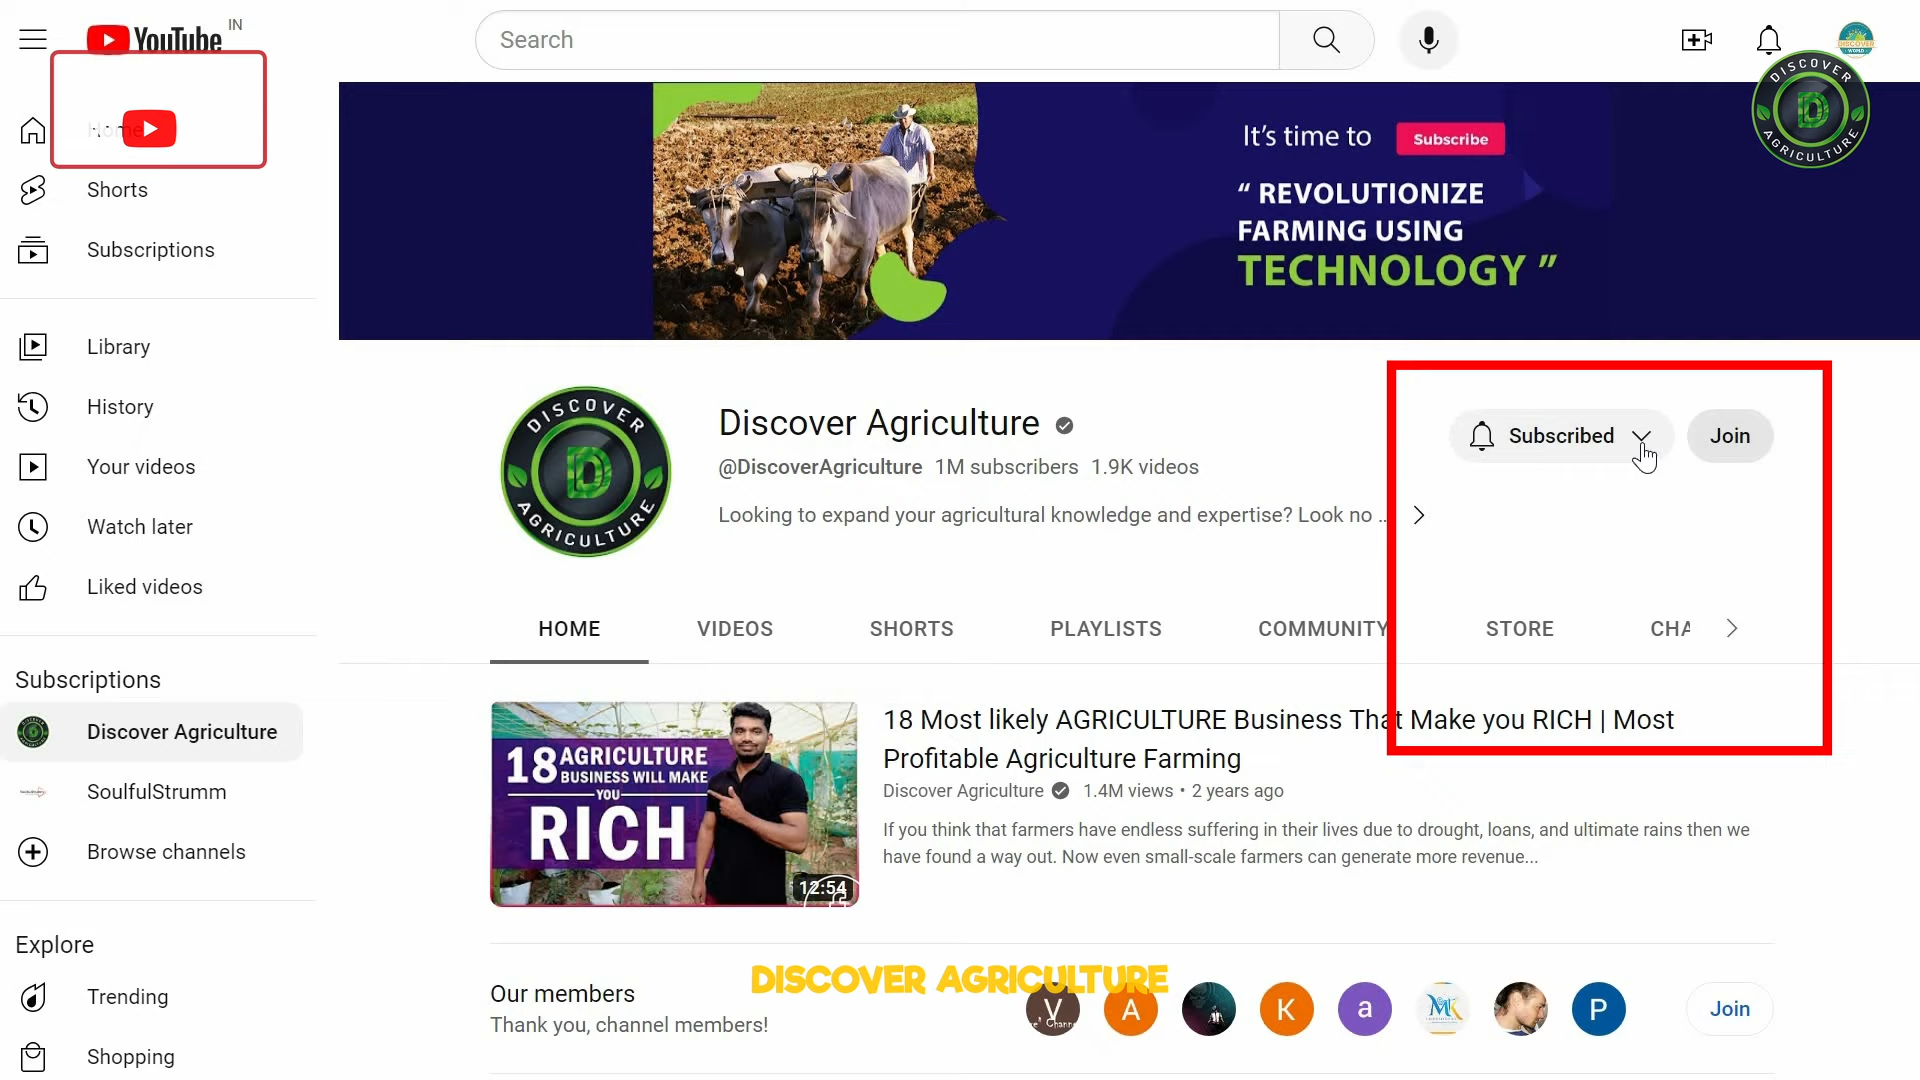 YouTube IN
Search
Home
Shorts
Subscriptions
Library
History
Your videos
Watch later
Liked videos
Subscriptions
Discover Agriculture
SoulfulStrumm
Browse channels
Explore
Trending
Shopping
It's time to Subscribe
“ REVOLUTIONIZE
FARMING USING
TECHNOLOGY ”
DISCOVER
D
AGRICULTURE
DISCOVER
D
AGRICULTURE
Discover Agriculture
@DiscoverAgriculture 1M subscribers 1.9K videos
Looking to expand your agricultural knowledge and expertise? Look no ...
Subscribed
Join
HOME VIDEOS SHORTS PLAYLISTS COMMUNITY STORE CHA
18 AGRICULTURE
BUSINESS WILL MAKE
YOU
RICH
12:54
18 Most likely AGRICULTURE Business That Make you RICH | Most
Profitable Agriculture Farming
Discover Agriculture 1.4M views • 2 years ago
If you think that farmers have endless suffering in their lives due to drought, loans, and ultimate rains then we
have found a way out. Now even small-scale farmers can generate more revenue...
DISCOVER AGRICULTURE
Our members
Thank you, channel members!
V A K a MK P
Join